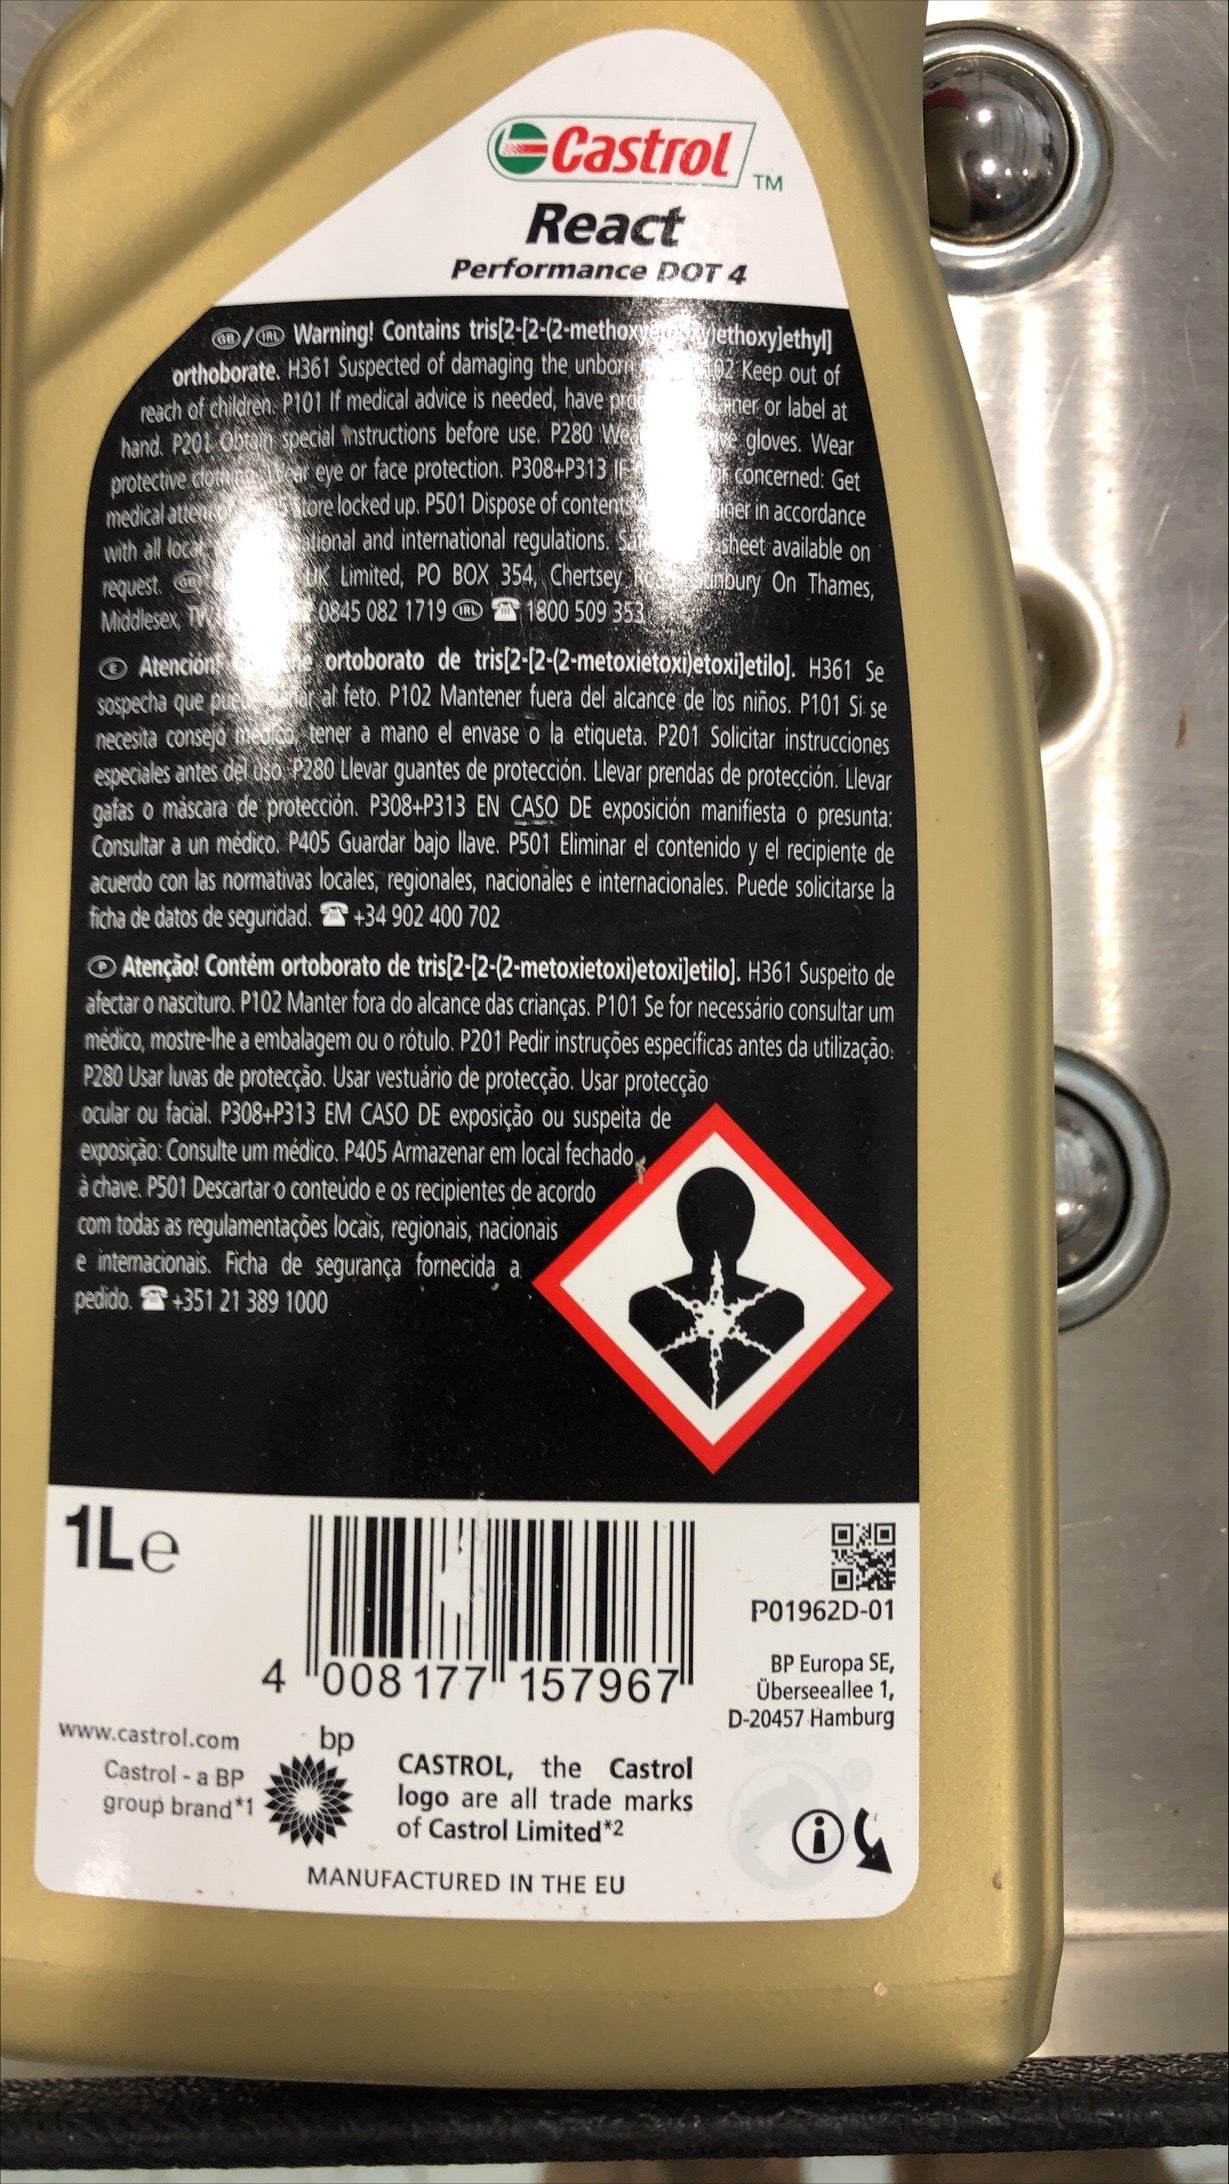 Castrol
TM
React
Performance DOT 4
GB / IRL Warning! Contains tris[2-[2-(2-methoxy ethoxy]ethyl]
orthoborate. H361 Suspected of damaging the unborn Keep out of
reach of children. P101 If medical advice is needed, have or label at
hand. P201 Obtain special instructions before use. P280 gloves. Wear
protective eye or face protection. P308+P313 concerned: Get
medical locked up. P501 Dispose of contents in accordance
with all local and international regulations. sheet available on
request. GB UK Limited, PO BOX 354, Chertsey On Thames,
Middlesex, 0845 082 1719 IRL ☎ 1800 509 353
E Atención! ortoborato de tris[2-[2-(2-metoxietoxi)etoxi]etilo]. H361 Se
sospecha que al feto. P102 Mantener fuera del alcance de los niños. P101 Si se
necesita consejo médico, tener a mano el envase o la etiqueta. P201 Solicitar instrucciones
especiales antes del uso. P280 Llevar guantes de protección. Llevar prendas de protección. Llevar
gafas o máscara de protección. P308+P313 EN CASO DE exposición manifiesta o presunta:
Consultar a un médico. P405 Guardar bajo llave. P501 Eliminar el contenido y el recipiente de
acuerdo con las normativas locales, regionales, nacionales e internacionales. Puede solicitarse la
ficha de datos de seguridad. ☎ +34 902 400 702
P Atenção! Contém ortoborato de tris[2-[2-(2-metoxietoxi)etoxi]etilo]. H361 Suspeito de
afectar o nascituro. P102 Manter fora do alcance das crianças. P101 Se for necessário consultar um
médico, mostre-lhe a embalagem ou o rótulo. P201 Pedir instruções específicas antes da utilização.
P280 Usar luvas de protecção. Usar vestuário de protecção. Usar protecção
ocular ou facial. P308+P313 EM CASO DE exposição ou suspeita de
exposição: Consulte um médico. P405 Armazenar em local fechado
à chave. P501 Descartar o conteúdo e os recipientes de acordo
com todas as regulamentações locais, regionais, nacionais
e internacionais. Ficha de segurança fornecida a
pedido. ☎ +351 21 389 1000
1L e
P01962D-01
4 008177 157967
BP Europa SE,
Überseeallee 1,
D-20457 Hamburg
www.castrol.com
Castrol - a BP
group brand*1
bp
CASTROL, the Castrol
logo are all trade marks
of Castrol Limited*2
MANUFACTURED IN THE EU